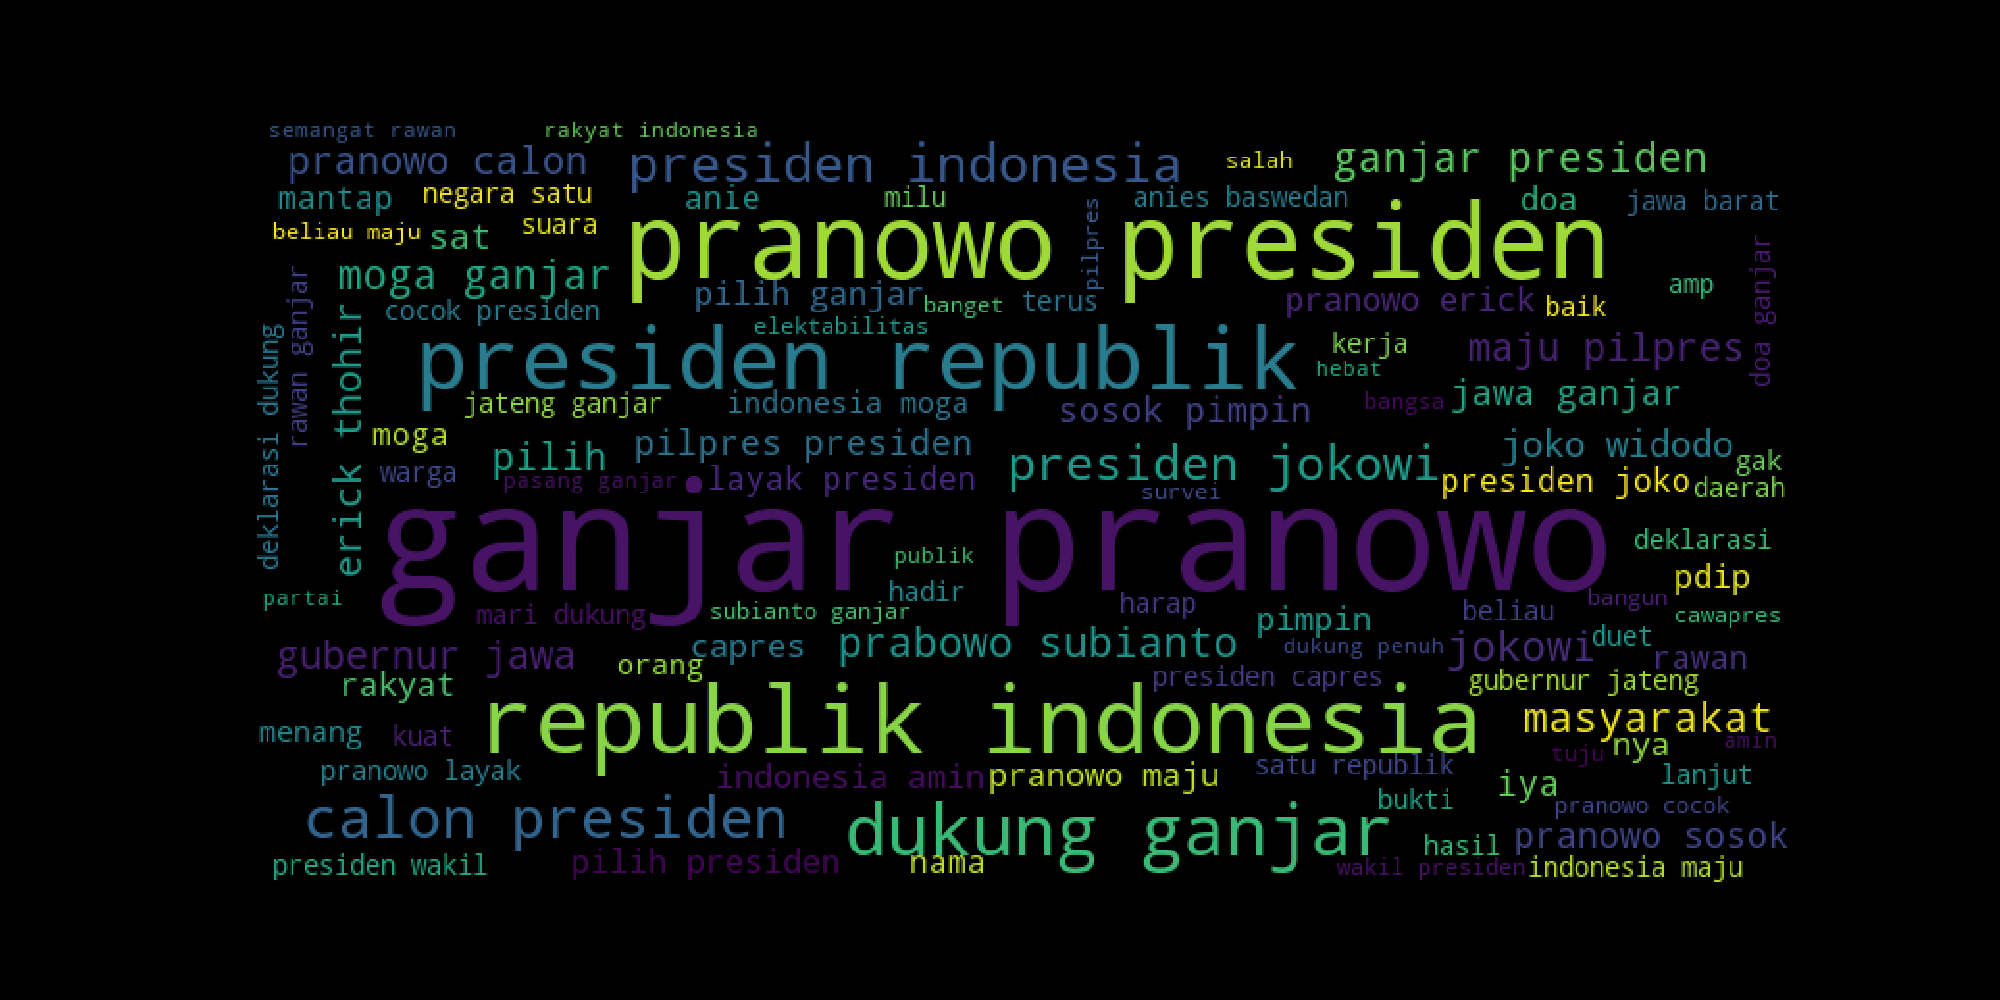 semangat rawan
rakyat indonesia
pranowo calon
presiden indonesia
salah
ganjar presiden
mantap
negara satu
anie
milu
pilpres
anies baswedan
doa
jawa barat
beliau maju
sat
suara
pranowo presiden
moga ganjar
rawan ganjar
doa ganjar
amp
cocok presiden
pilih ganjar
banget
terus
pranowo erick
baik
erick thohir
deklarasi dukung
elektabilitas
presiden republik
kerja
hebat
maju pilpres
jateng ganjar
indonesia moga
sosok pimpin
bangsa
jawa ganjar
moga
pilih
pilpres presiden
presiden jokowi
joko widodo
gak
warga
pasang ganjar
layak presiden
survei
presiden joko
daerah
ganjar pranowo
publik
deklarasi
partai
hadir
pdip
mari dukung
subianto ganjar
harap
pimpin
beliau
bangun
cawapres
gubernur jawa
orang
capres
prabowo subianto
dukung penuh
jokowi
duet
rawan
rakyat
presiden capres
gubernur jateng
republik indonesia
masyarakat
menang
kuat
tuju
nya
amin
pranowo layak
indonesia amin
pranowo maju
satu republik
iya
lanjut
calon presiden
dukung ganjar
bukti
pranowo cocok
hasil
pranowo sosok
presiden wakil
pilih presiden
nama
wakil presiden
indonesia maju